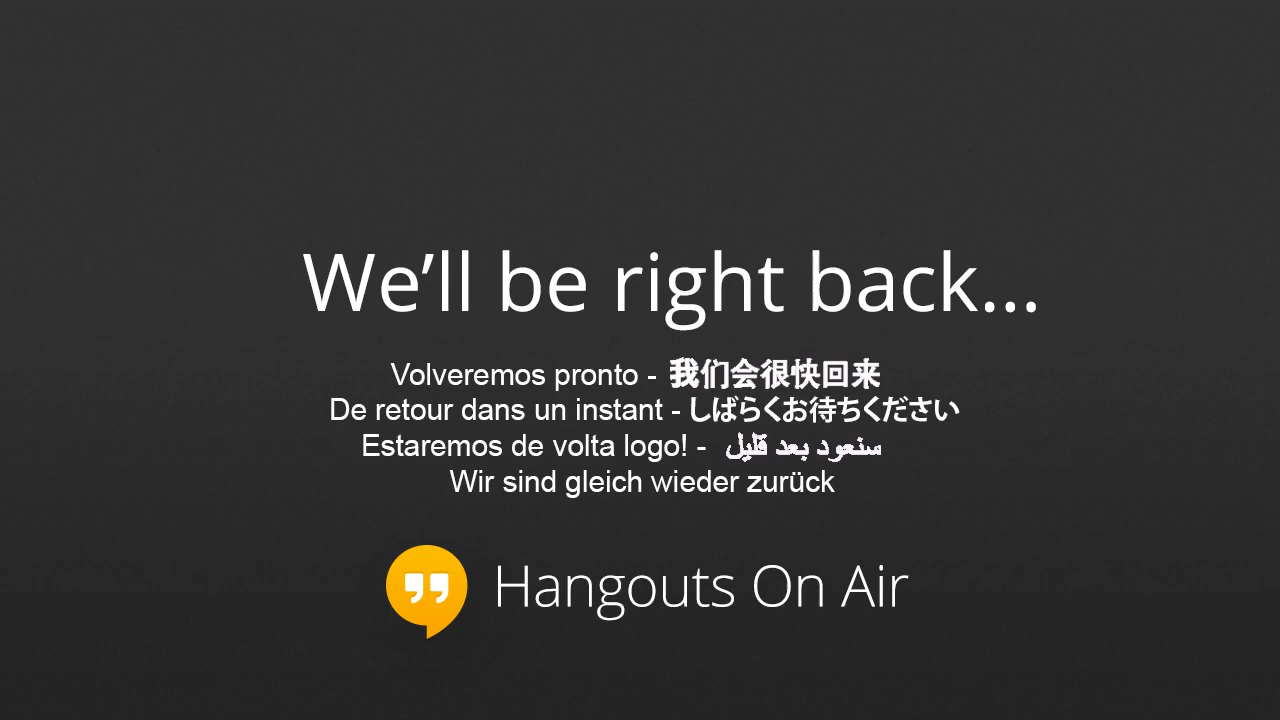 We’ll be right back...
Volveremos pronto - 我们会很快回来
De retour dans un instant - しばらくお待ちください
Estaremos de volta logo! - سنعود بعد قليل
Wir sind gleich wieder zurück
Hangouts On Air